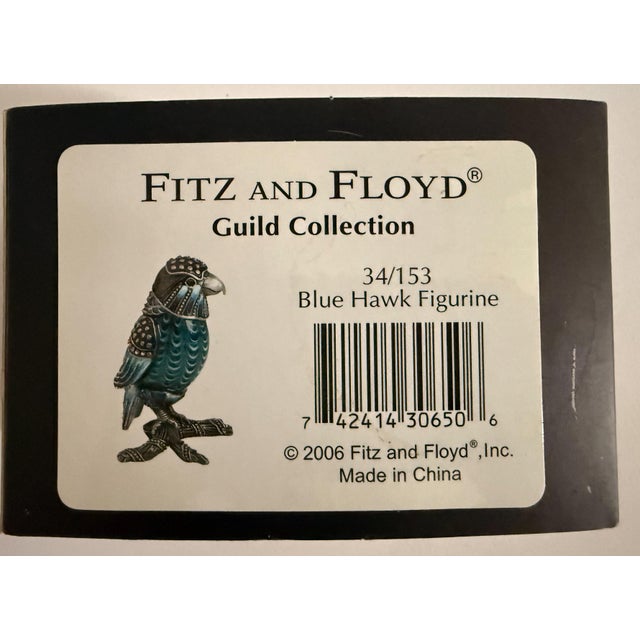 FITZ AND FLOYD®
Guild Collection
34/153
Blue Hawk Figurine
7 42414 30650 6
© 2006 Fitz and Floyd®, Inc.
Made in China